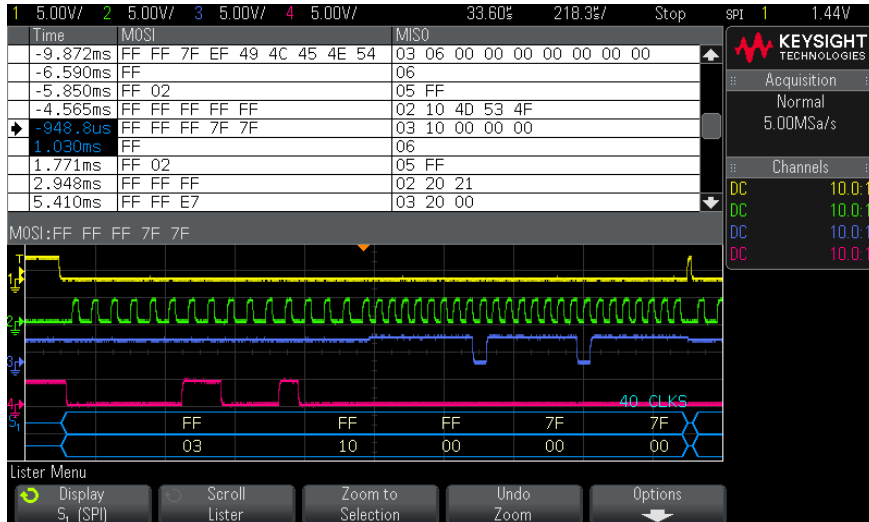 1 5.00V/ 2 5.00V/ 3 5.00V/ 4 5.00V/ 33.60% 218.3%/ Stop SPI 1 1.44V
Time MOSI MISO
-9.872ms FF FF 7F EF 49 4C 45 4E 54 03 06 00 00 00 00 00 00 00
-6.590ms FF 06
-5.850ms FF 02 05 FF
-4.565ms FF FF FF FF FF 02 10 4D 53 4F
-948.8us FF FF FF 7F 7F 03 10 00 00 00
1.030ms FF 06
1.771ms FF 02 05 FF
2.948ms FF FF FF 02 20 21
5.410ms FF FF E7 03 20 00
MOSI:FF FF FF 7F 7F
KEYSIGHT
TECHNOLOGIES
Acquisition
Normal
5.00MSa/s
Channels
DC 10.0:1
DC 10.0:1
DC 10.0:1
DC 10.0:1
T
1
2
3
4
40 CLKS
S1
FF FF FF 7F 7F
03 10 00 00 00
Lister Menu
Display
S1 (SPI)
Scroll
Lister
Zoom to
Selection
Undo
Zoom
Options